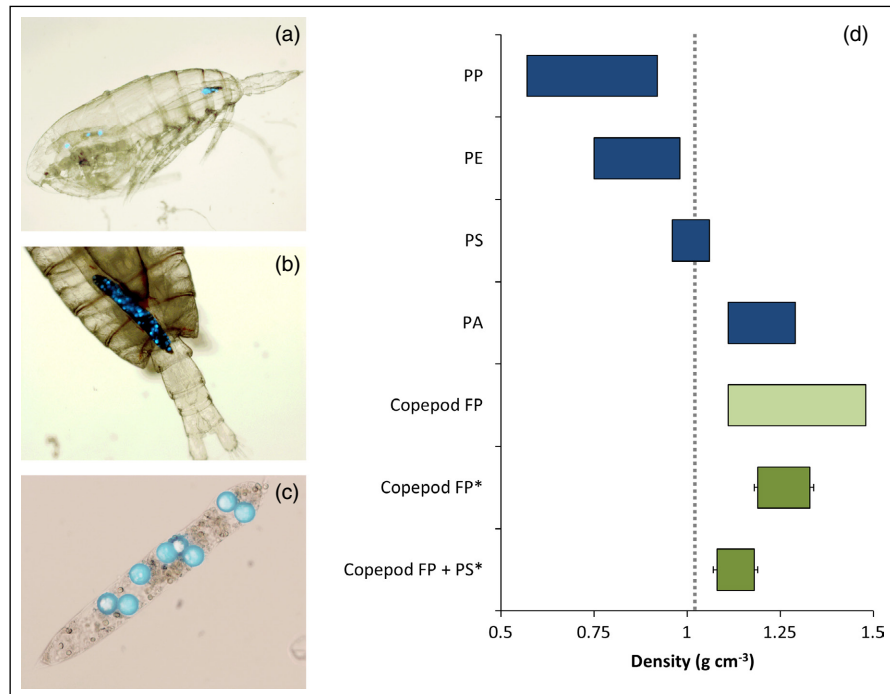 (a)
(b)
(c)
(d)
PP
PE
PS
PA
Copepod FP
Copepod FP*
Copepod FP + PS*
0.5 0.75 1 1.25 1.5
Density (g cm⁻³)